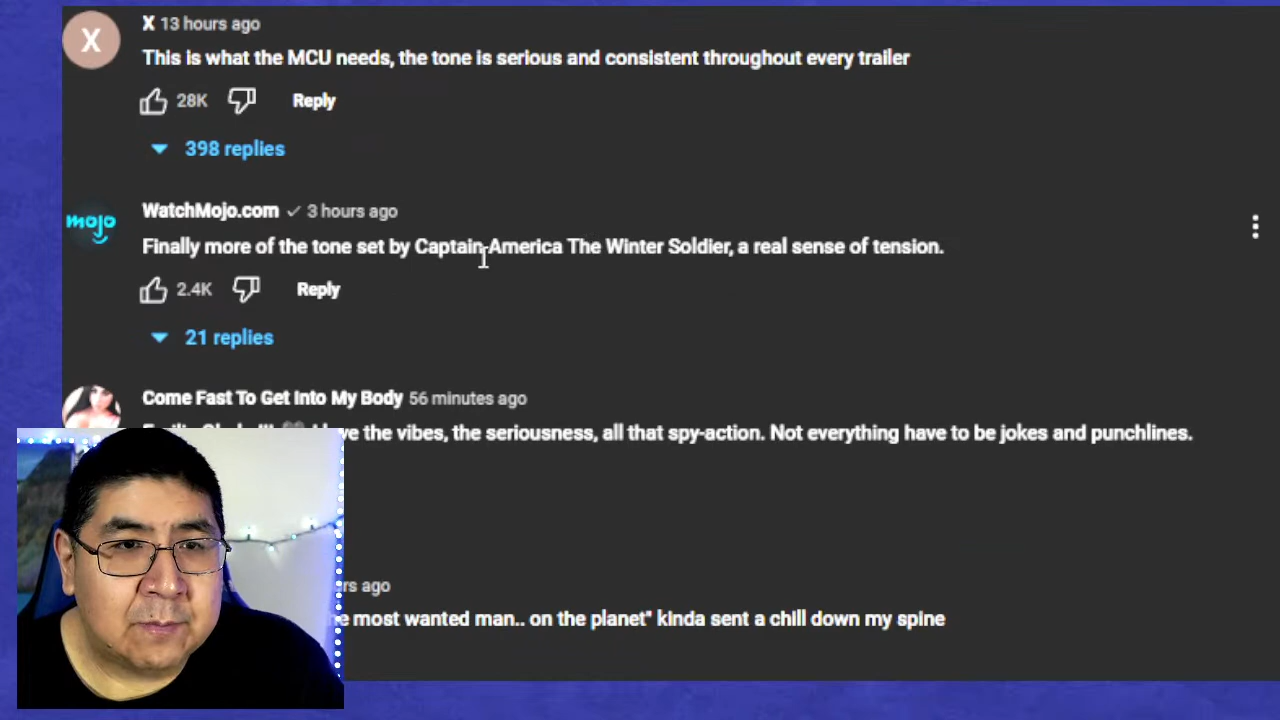 X
X 13 hours ago
This is what the MCU needs, the tone is serious and consistent throughout every trailer
28K Reply
398 replies
mojo
WatchMojo.com 3 hours ago
Finally more of the tone set by Captain-America The Winter Soldier, a real sense of tension.
2.4K Reply
21 replies
Come Fast To Get Into My Body 56 minutes ago
the vibes, the seriousness, all that spy-action. Not everything have to be jokes and punchlines.
ago
most wanted man.. on the planet" kinda sent a chill down my spine